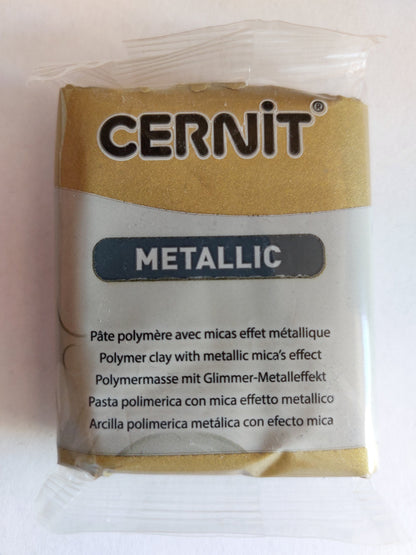 CERNiT®
METALLIC
Pâte polymère avec micas effet métallique
Polymer clay with metallic mica's effect
Polymermasse mit Glimmer-Metalleffekt
Pasta polimerica con mica effetto metallico
Arcilla polimerica metálica con efecto mica